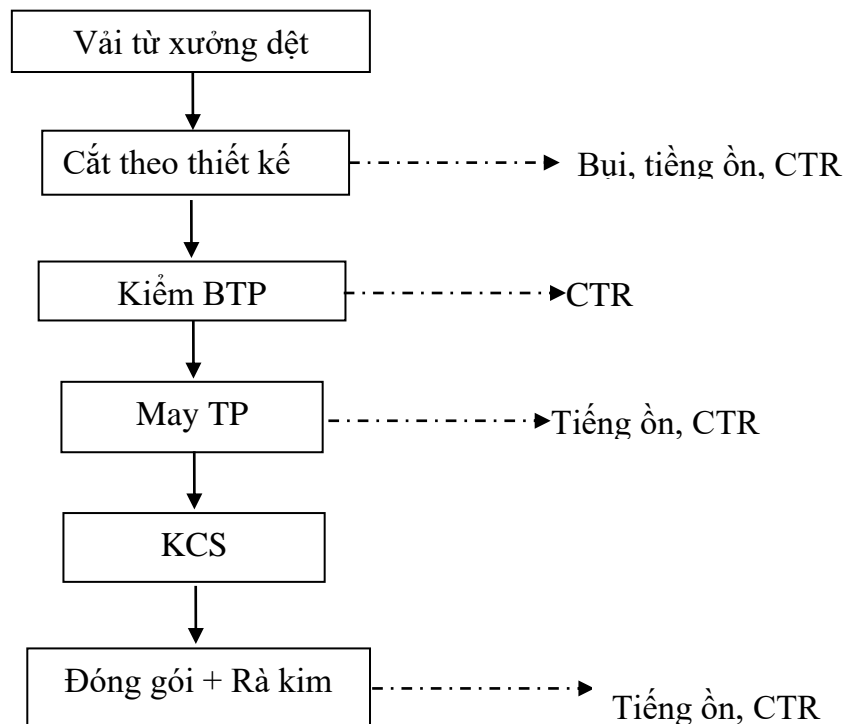 Vải từ xưởng dệt
Cắt theo thiết kế
Bụi, tiềng ồn, CTR
Kiểm BTP
CTR
May TP
Tiếng ồn, CTR
KCS
Đóng gói + Rà kim
Tiếng ồn, CTR